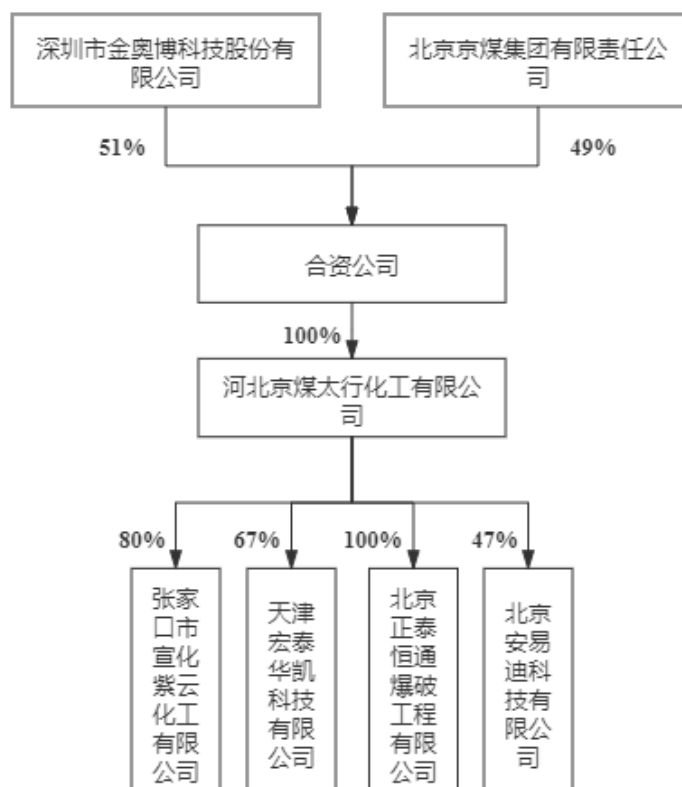 深圳市金奥博科技股份有
限公司
北京京煤集团有限责任公
司
51%
49%
合资公司
100%
河北京煤太行化工有限公
司
80%
67%
100%
47%
张家
口市
宣化
紫云
化工
有限
公司
天津
宏泰
华凯
科技
有限
公司
北京
正泰
恒通
爆破
工程
有限
公司
北京
安易
迪科
技有
限公
司